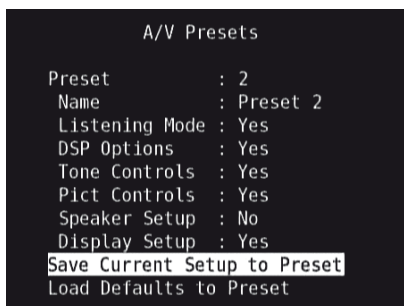 A/V Presets
Preset : 2
Name : Preset 2
Listening Mode : Yes
DSP Options : Yes
Tone Controls : Yes
Pict Controls : Yes
Speaker Setup : No
Display Setup : Yes
Save Current Setup to Preset
Load Defaults to Preset